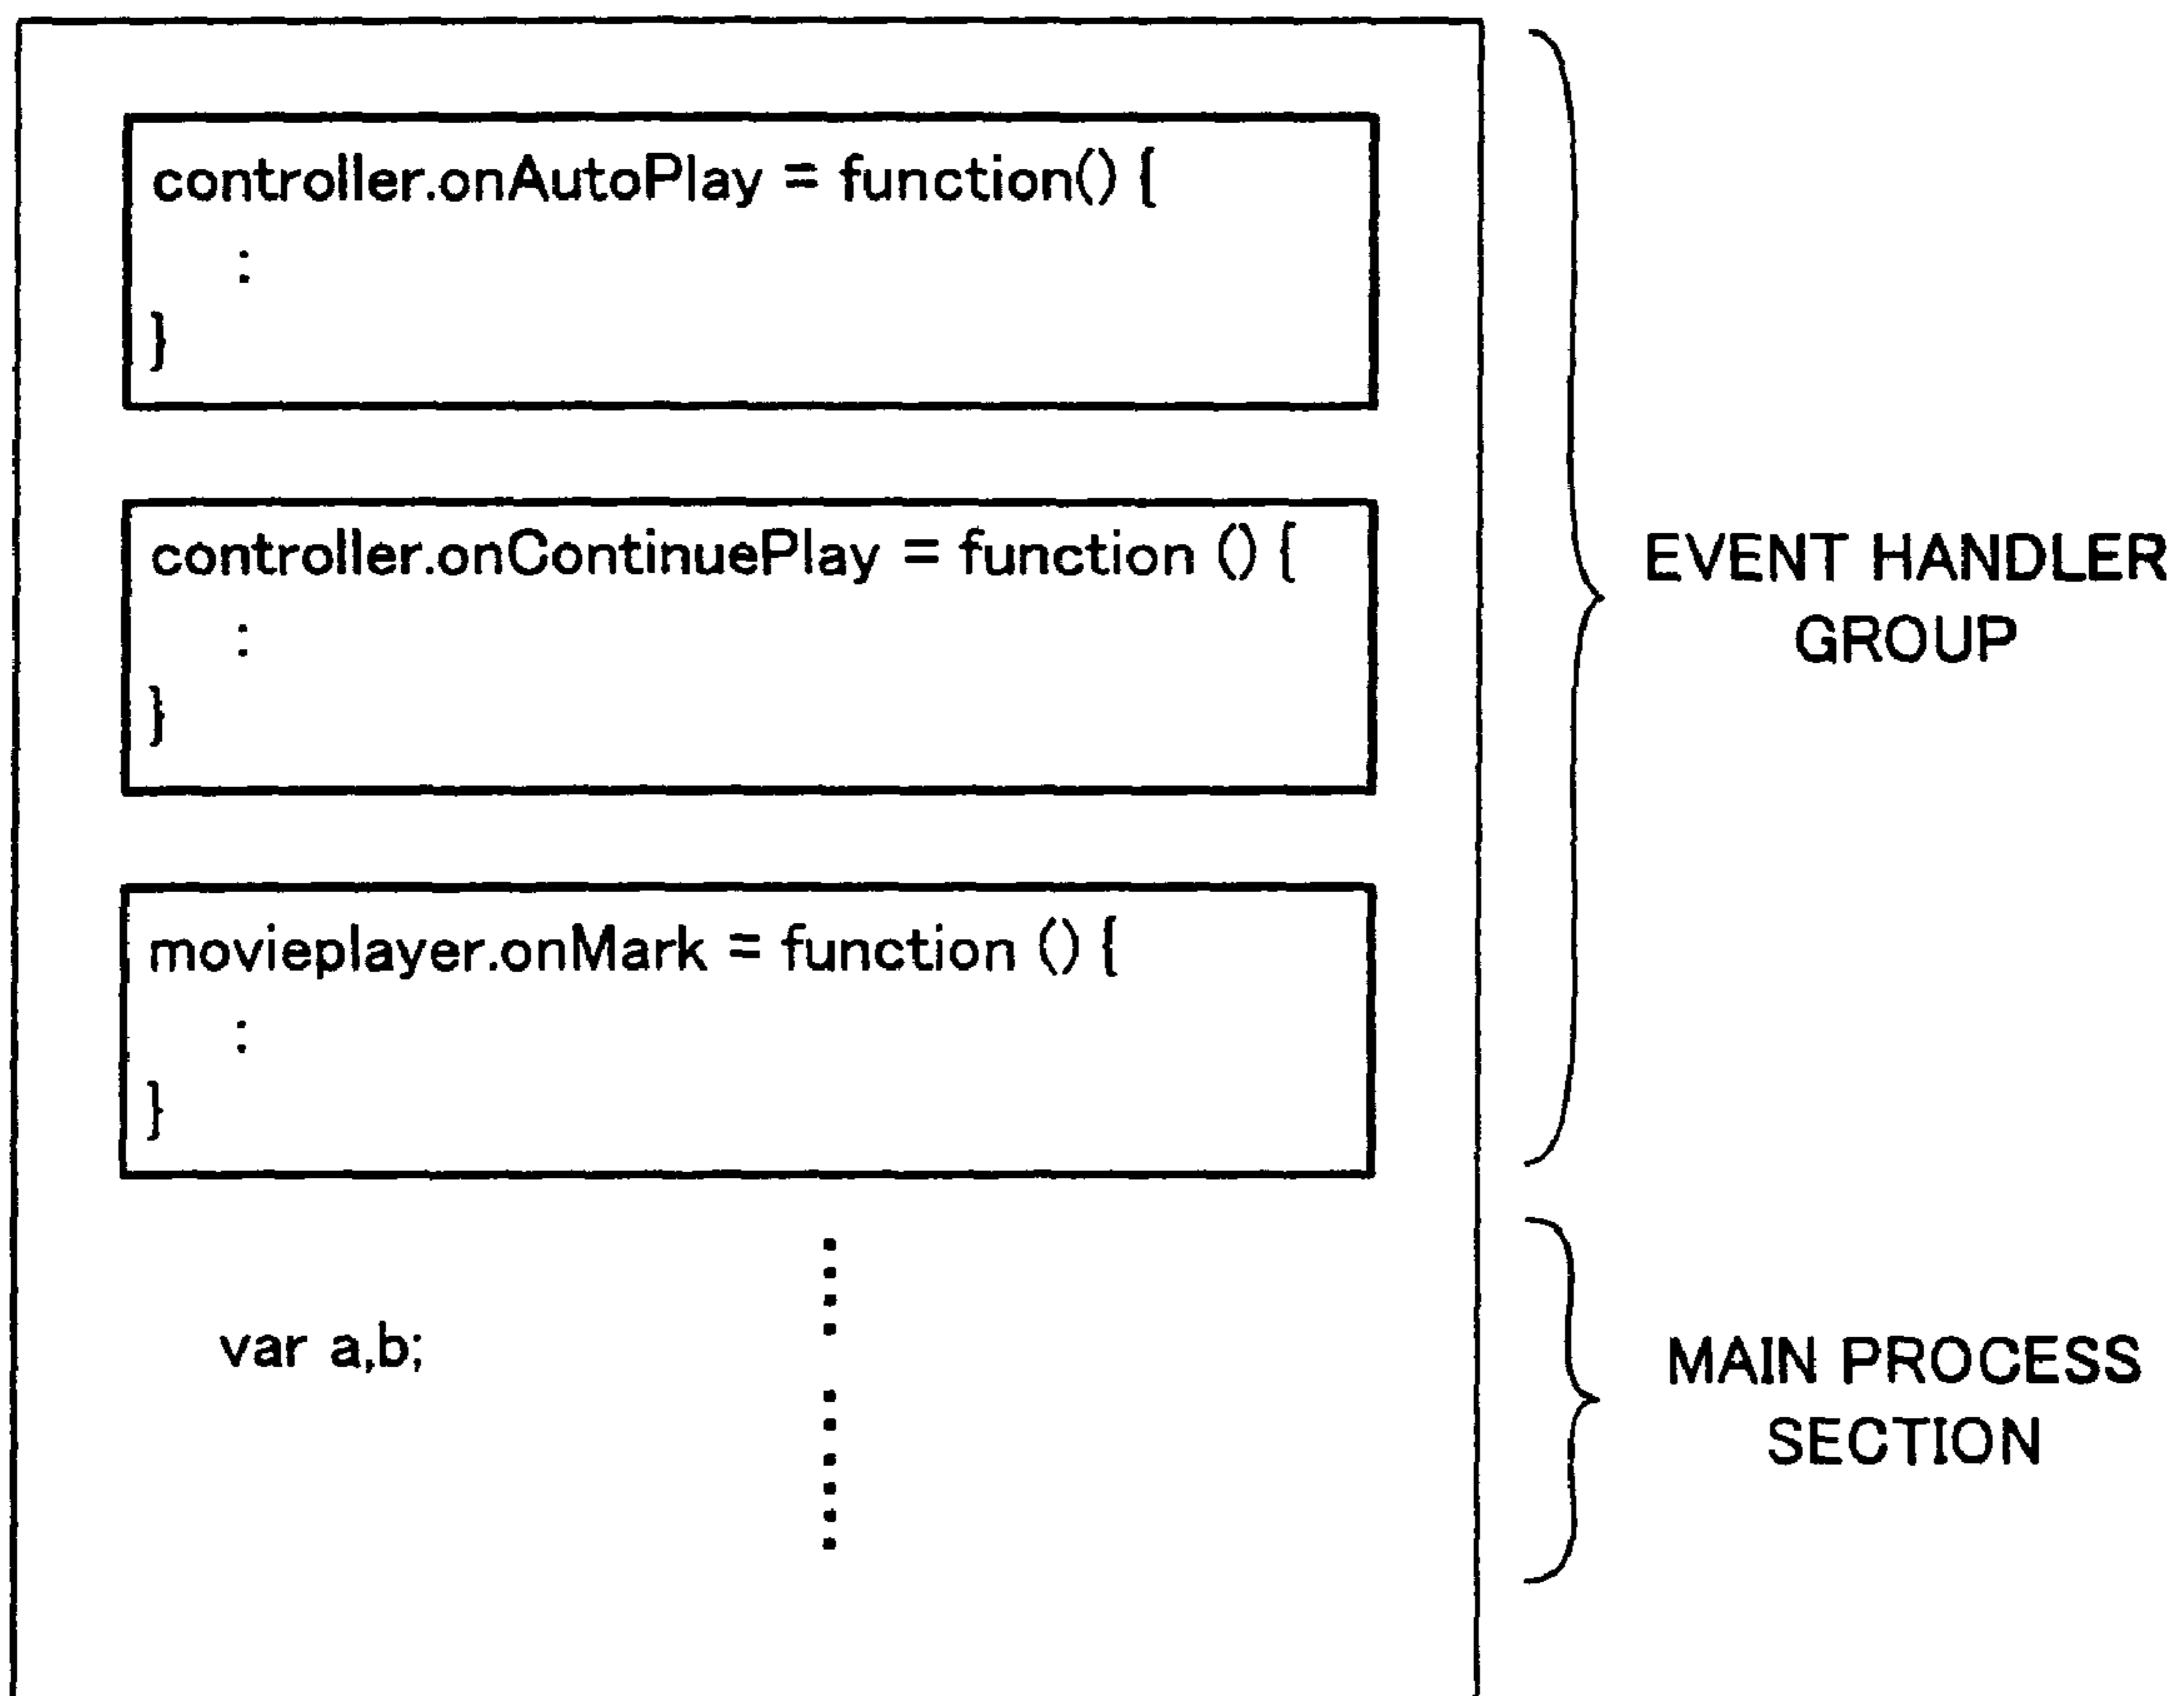 controller.onAutoPlay = function() {
:
}
controller.onContinuePlay = function () {
:
}
movieplayer.onMark = function () {
:
}
EVENT HANDLER
GROUP
var a,b;
MAIN PROCESS
SECTION